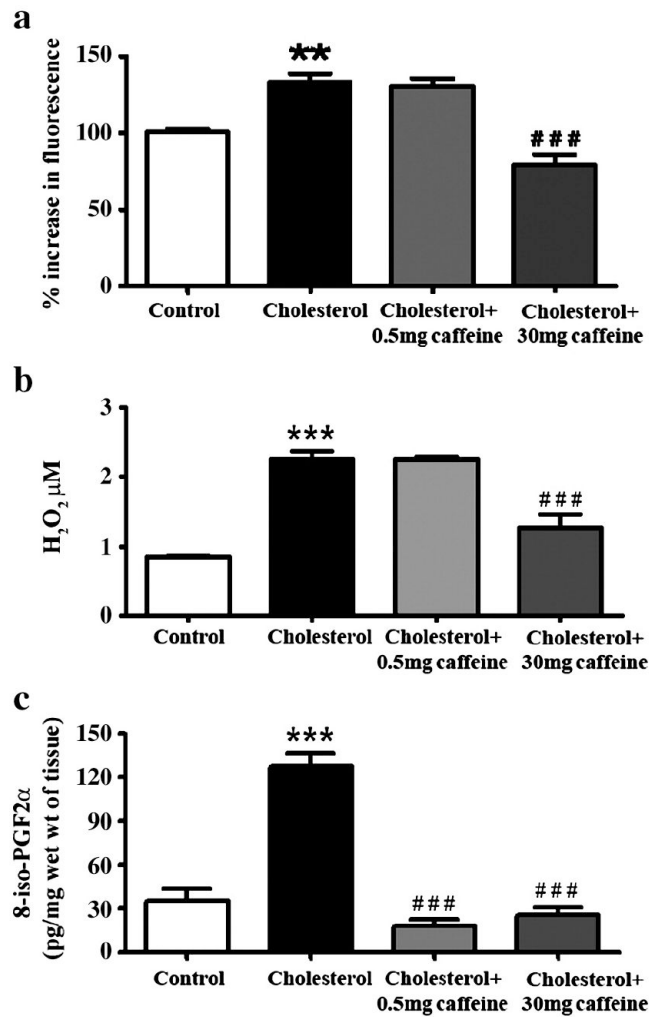 a
% increase in fluorescence
150
100
50
0
**
###
Control
Cholesterol
Cholesterol+
0.5mg caffeine
Cholesterol+
30mg caffeine
b
H₂O₂ μM
3
2
1
0
***
###
Control
Cholesterol
Cholesterol+
0.5mg caffeine
Cholesterol+
30mg caffeine
c
8-iso-PGF2α
(pg/mg wet wt of tissue)
150
120
90
60
30
0
***
###
###
Control
Cholesterol
Cholesterol+
0.5mg caffeine
Cholesterol+
30mg caffeine